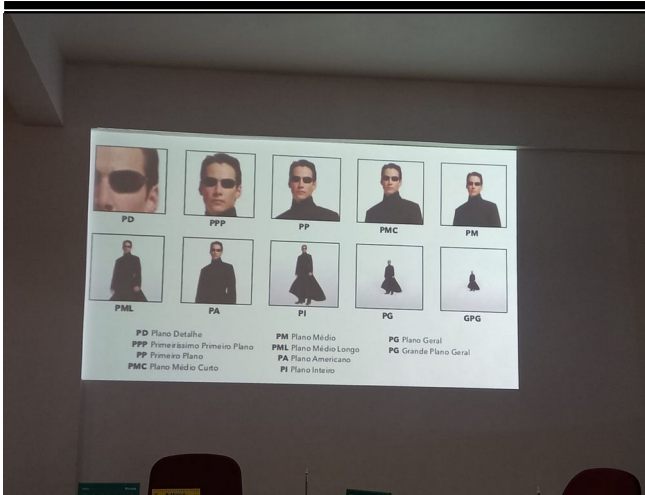 PD
PPP
PP
PMC
PM
PML
PA
PI
PG
GPG
PD Plano Detalhe
PPP Primeiríssimo Primeiro Plano
PP Primeiro Plano
PMC Plano Médio Curto
PM Plano Médio
PML Plano Médio Longo
PA Plano Americano
PI Plano Inteiro
PG Plano Geral
PG Grande Plano Geral